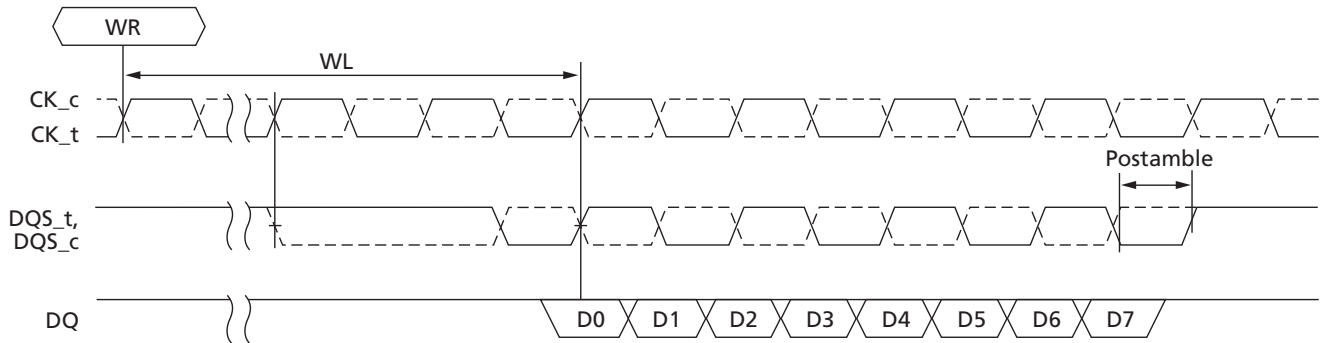 WR
WL
CK_c
CK_t
Postamble
DQS_t,
DQS_c
DQ
D0 D1 D2 D3 D4 D5 D6 D7